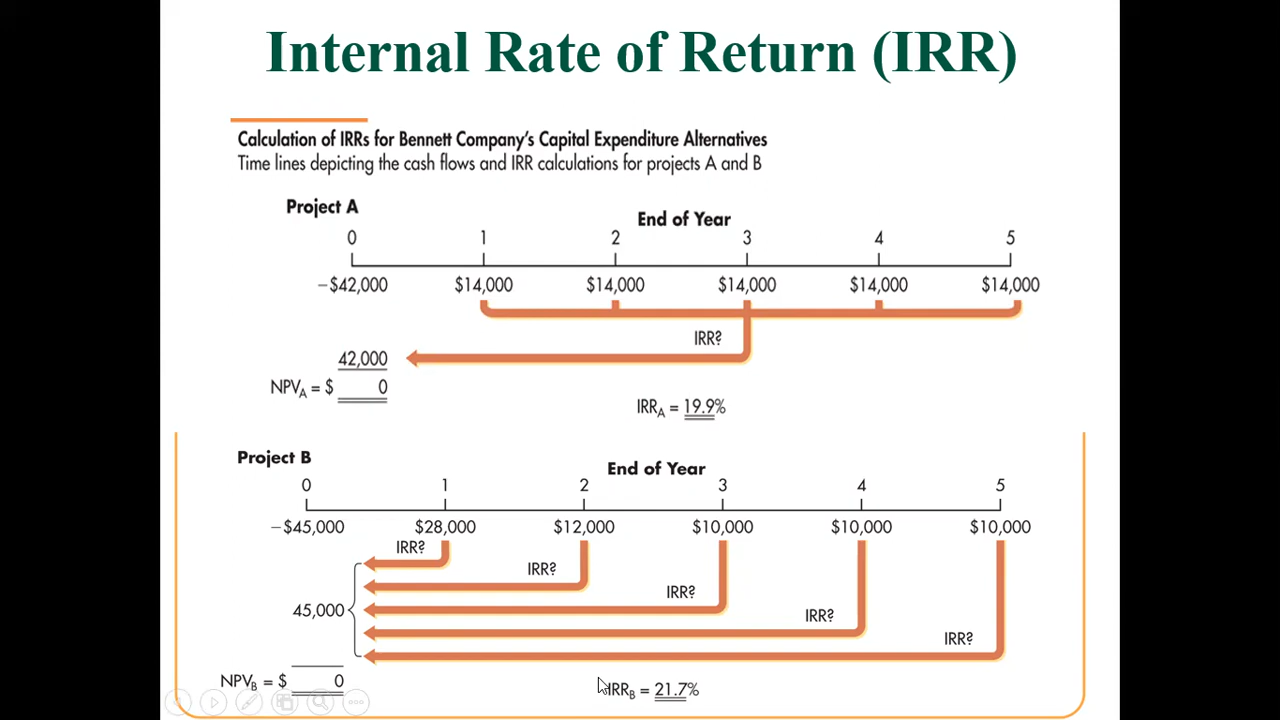 Internal Rate of Return (IRR)
Calculation of IRRs for Bennett Company's Capital Expenditure Alternatives
Time lines depicting the cash flows and IRR calculations for projects A and B
Project A
End of Year
0 1 2 3 4 5
−$42,000 $14,000 $14,000 $14,000 $14,000 $14,000
IRR?
42,000
NPVA = $ 0
IRRA = 19.9%
Project B
End of Year
0 1 2 3 4 5
−$45,000 $28,000 $12,000 $10,000 $10,000 $10,000
IRR?
IRR?
IRR?
45,000
IRR?
IRR?
NPVB = $ 0
IRRB = 21.7%